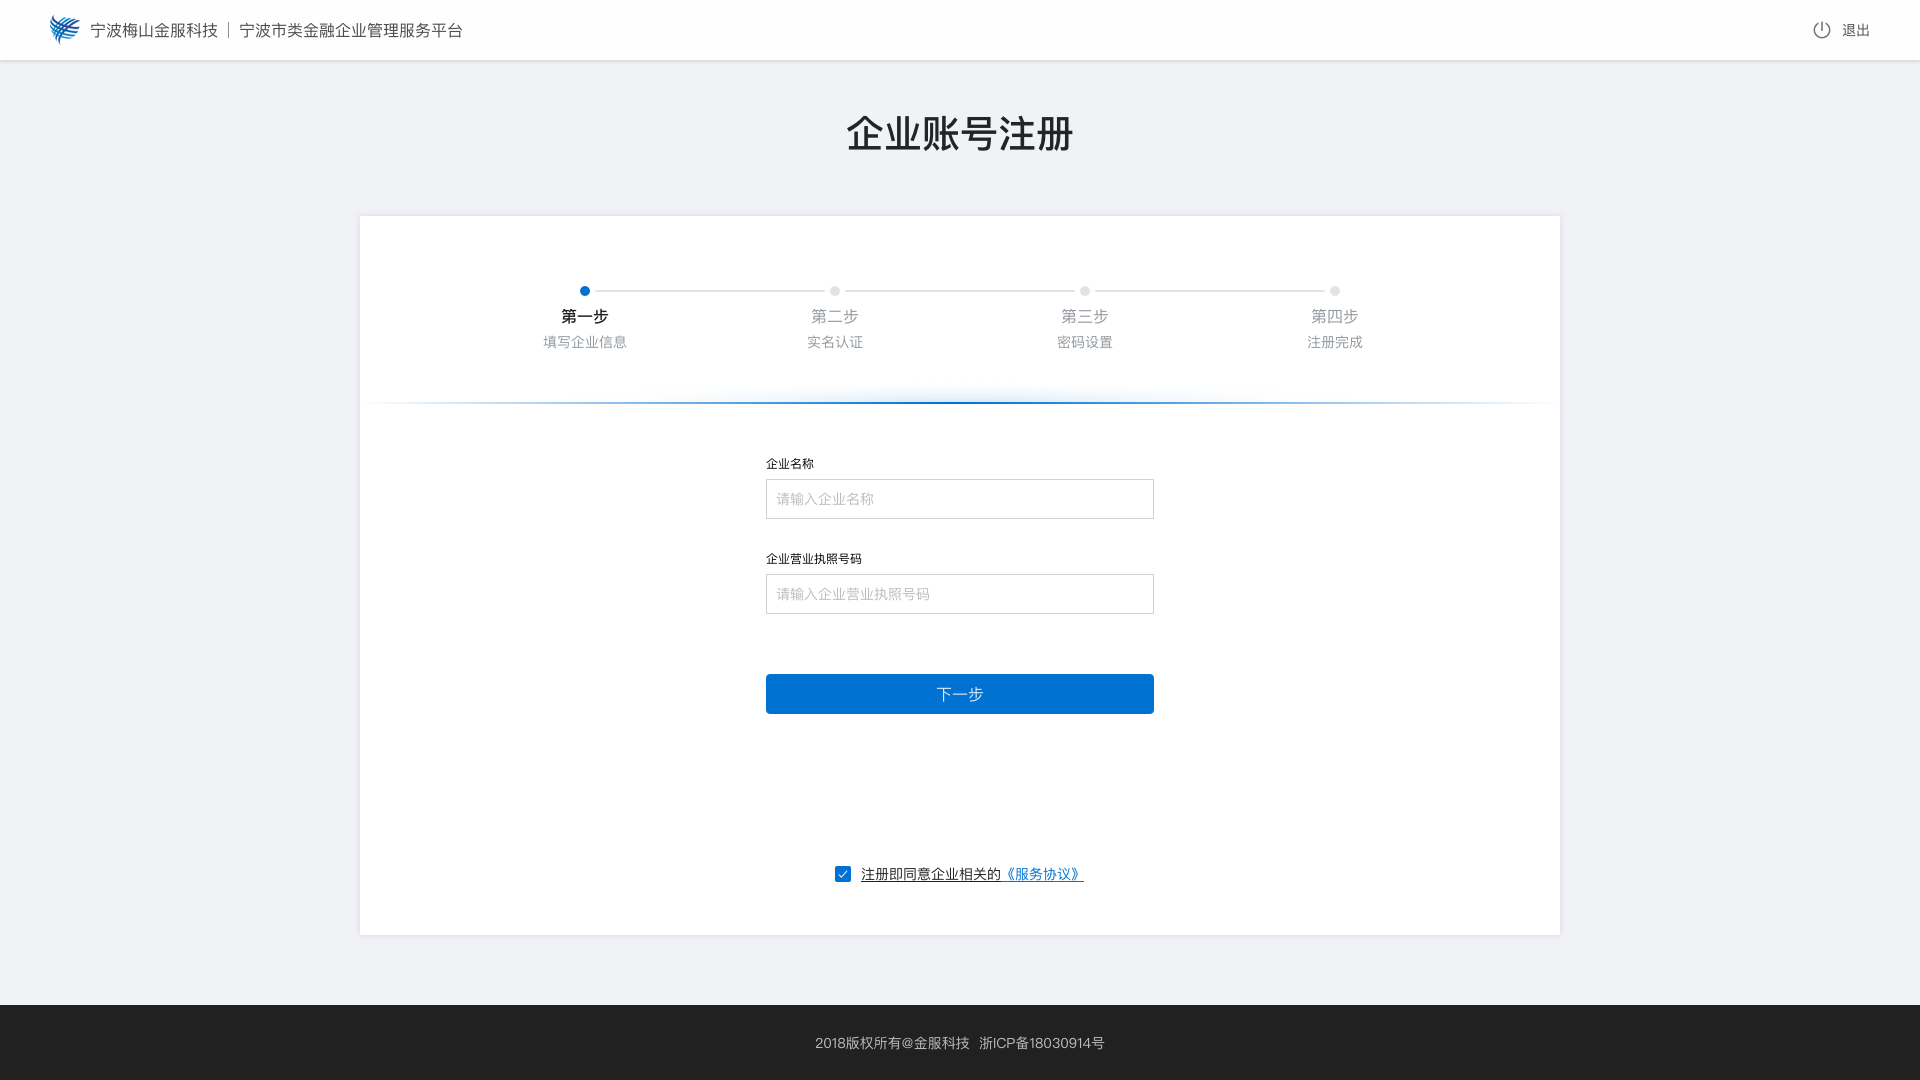 宁波梅山金服科技 | 宁波市类金融企业管理服务平台
退出
企业账号注册
第一步
填写企业信息
第二步
实名认证
第三步
密码设置
第四步
注册完成
企业名称
请输入企业名称
企业营业执照号码
请输入企业营业执照号码
下一步
注册即同意企业相关的《服务协议》
2018版权所有@金服科技 浙ICP备18030914号